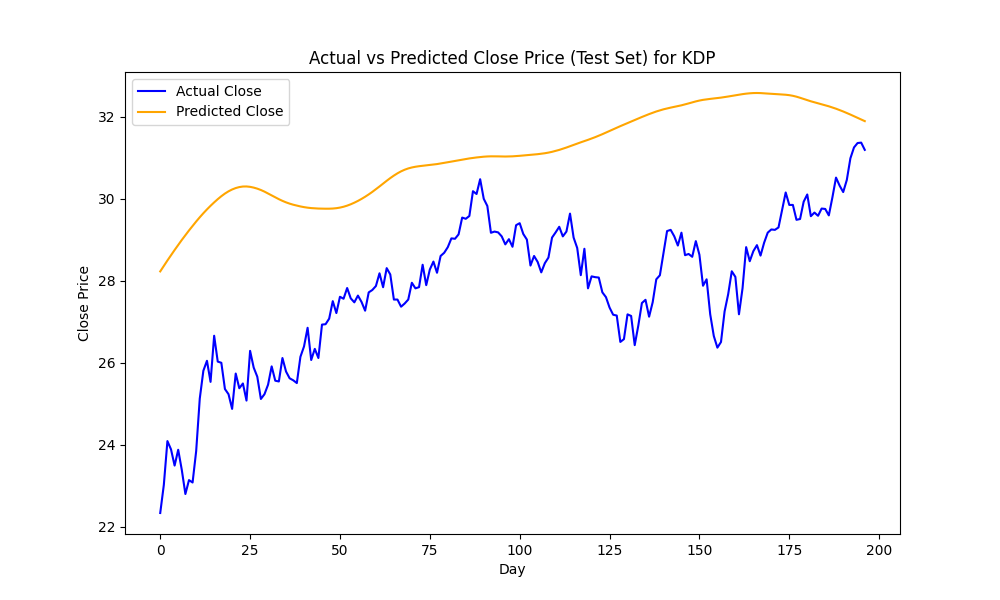 Actual vs Predicted Close Price (Test Set) for KDP
Actual Close
Predicted Close
Close Price
32
30
28
26
24
22
0 25 50 75 100 125 150 175 200
Day